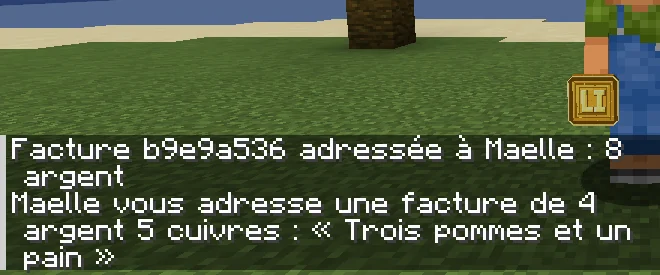 LI
Facture b9e9a536 adressée à Maelle : 8
argent
Maelle vous adresse une facture de 4
argent 5 cuivres : « Trois pommes et un
pain »